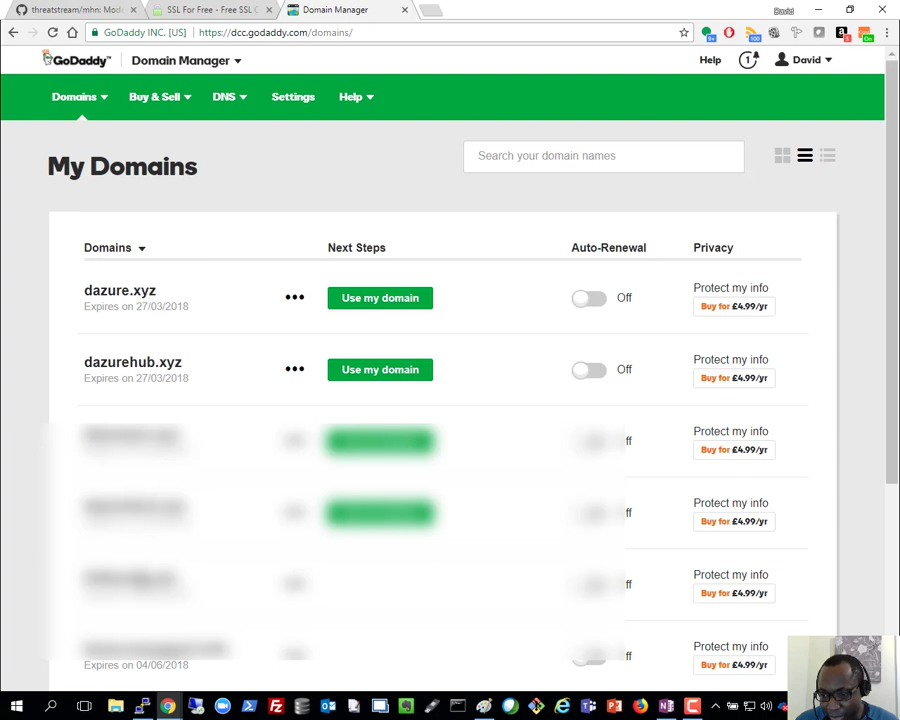 threatstream/mhn: Mode
SSL For Free - Free SSL C
Domain Manager
David
GoDaddy INC. [US]
https://dcc.godaddy.com/domains/
GoDaddy™
Domain Manager
Help
1
David
Domains
Buy & Sell
DNS
Settings
Help
My Domains
Search your domain names
Domains
Next Steps
Auto-Renewal
Privacy
dazure.xyz
Expires on 27/03/2018
Use my domain
Off
Protect my info
Buy for £4.99/yr
dazurehub.xyz
Expires on 27/03/2018
Use my domain
Off
Protect my info
Buy for £4.99/yr
ff
Protect my info
Buy for £4.99/yr
ff
Protect my info
Buy for £4.99/yr
ff
Protect my info
Buy for £4.99/yr
Expires on 04/06/2018
ff
Protect my info
Buy for £4.99/yr